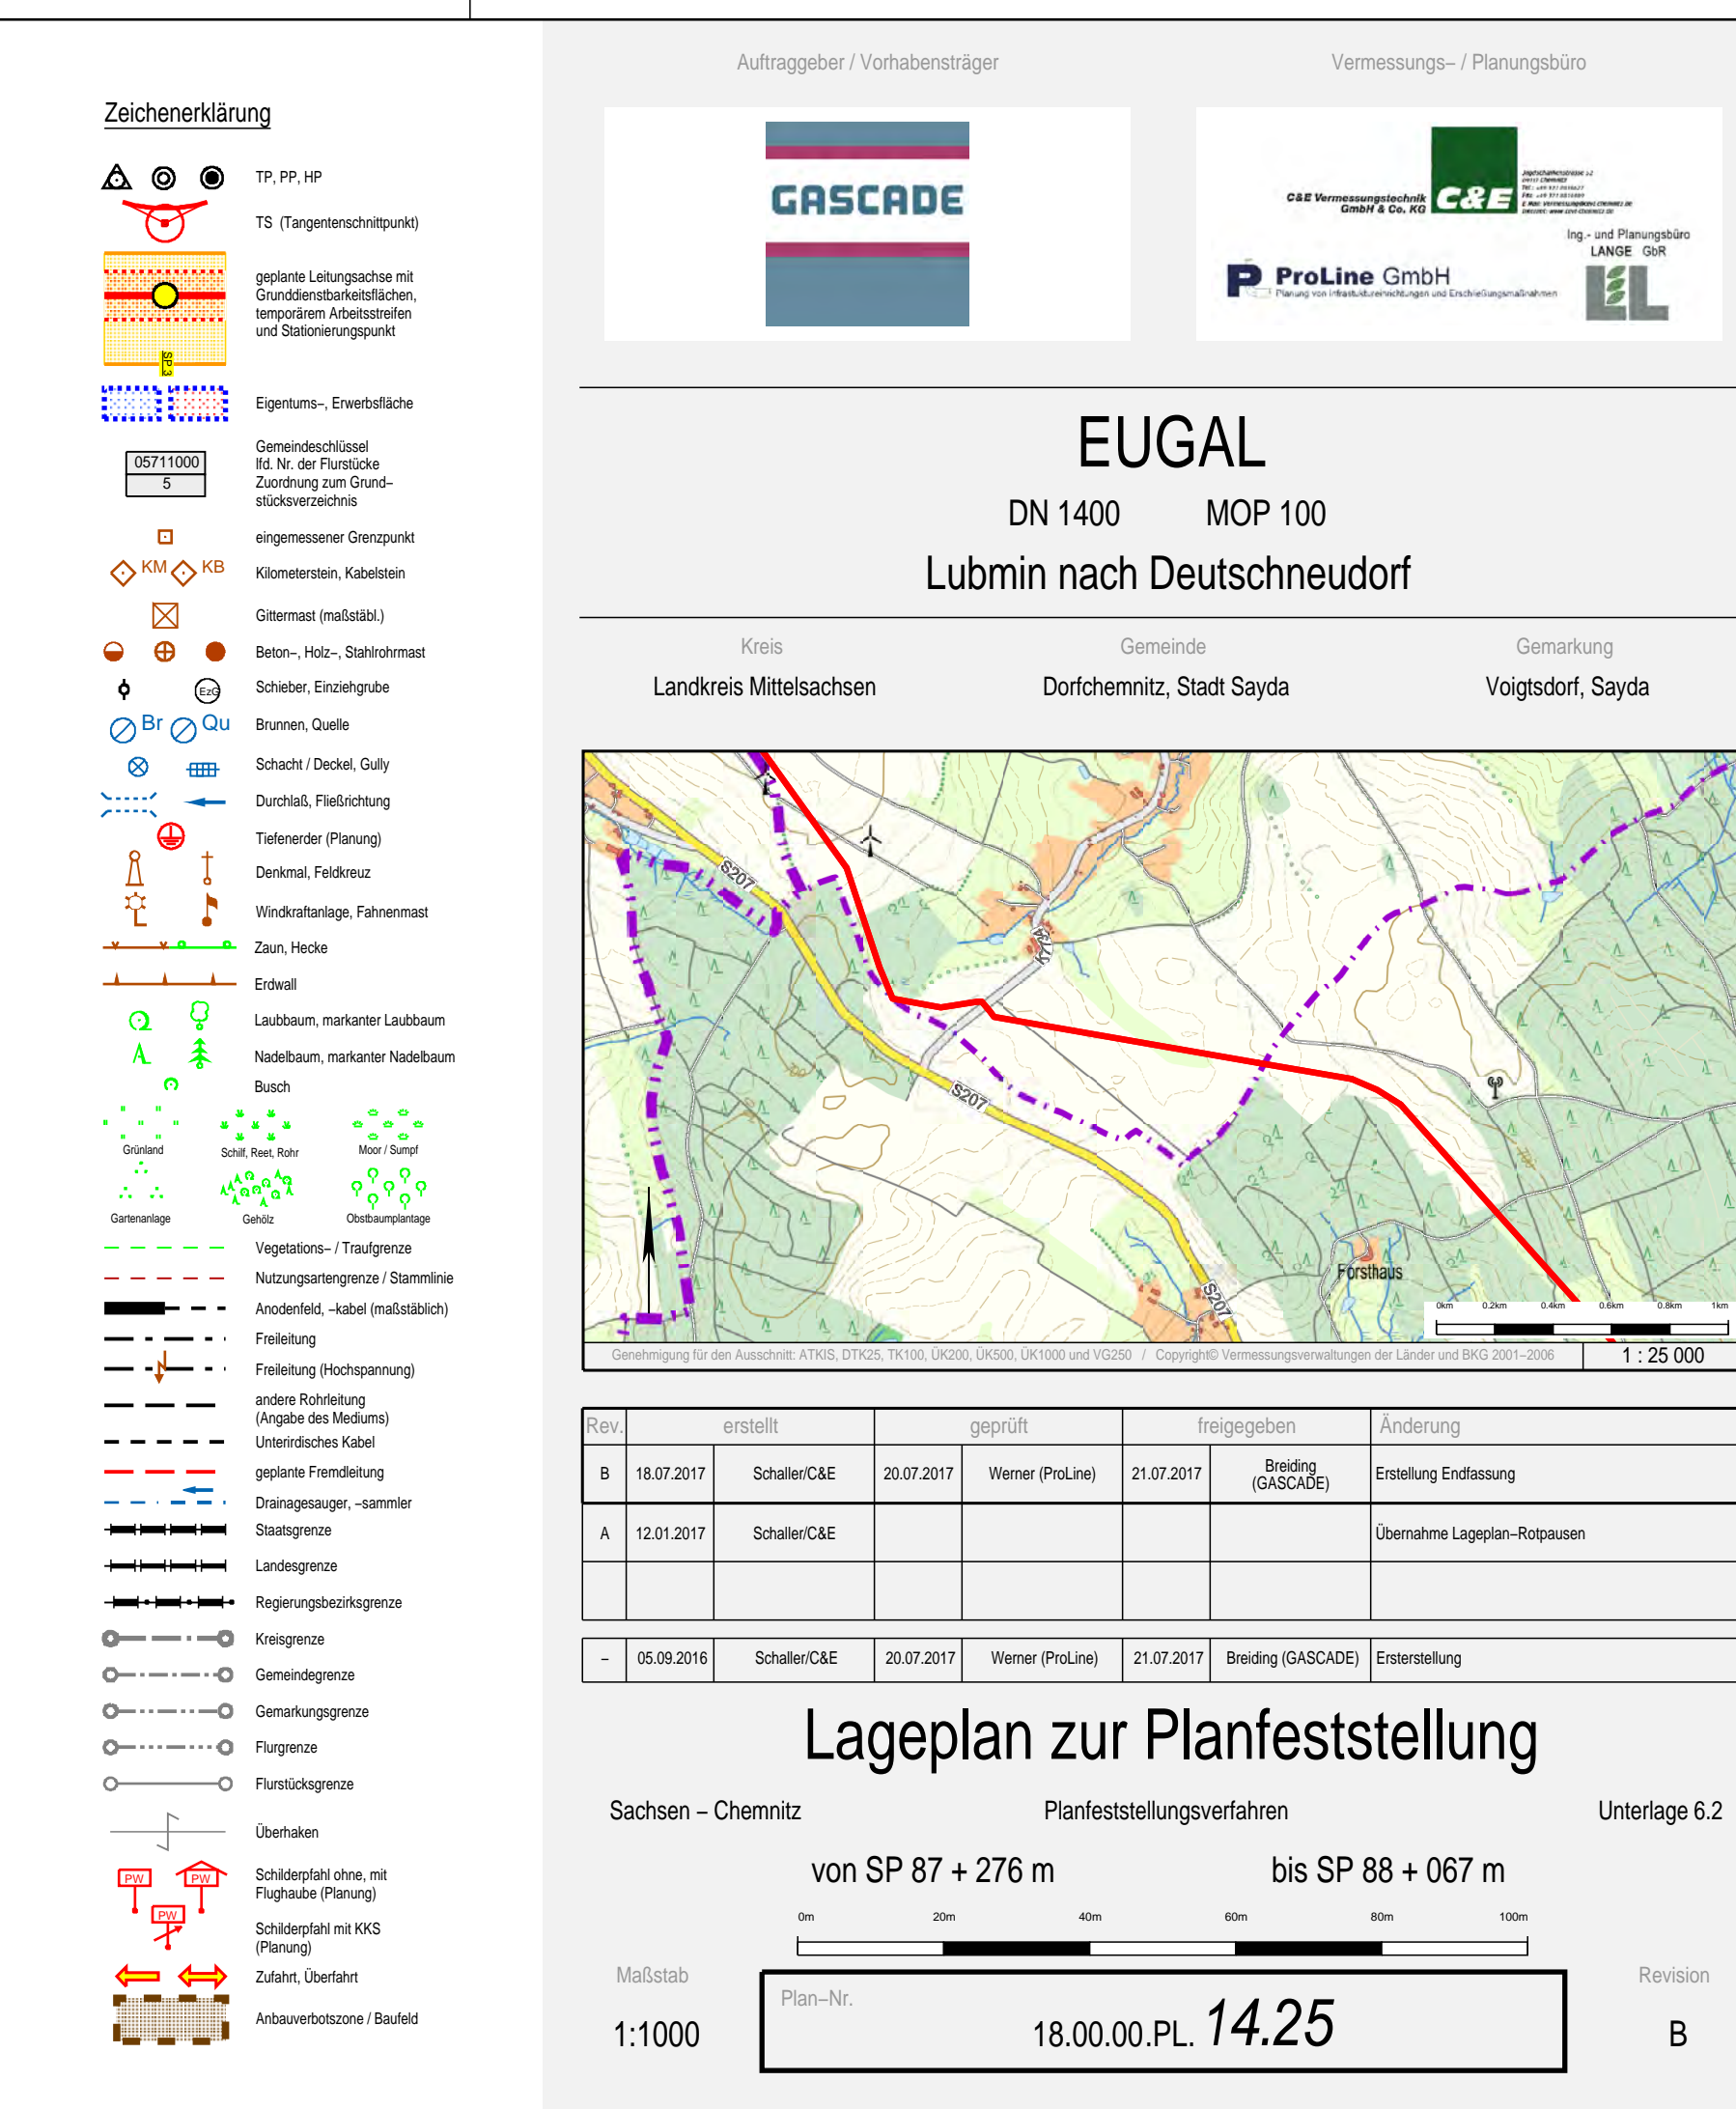 Zeichenerklärung
TP, PP, HP
TS (Tangentenschnittpunkt)
geplante Leitungsachse mit
Grunddienstbarkeitsflächen,
temporärem Arbeitsstreifen
und Stationierungspunkt
SP 3
Eigentums–, Erwerbsfläche
05711000
5
Gemeindeschlüssel
lfd. Nr. der Flurstücke
Zuordnung zum Grund–
stücksverzeichnis
eingemessener Grenzpunkt
KM KB
Kilometerstein, Kabelstein
Gittermast (maßstäbl.)
Beton–, Holz–, Stahlrohrmast
EzG
Schieber, Einziehgrube
Br Qu
Brunnen, Quelle
Schacht / Deckel, Gully
Durchlaß, Fließrichtung
Tiefenerder (Planung)
Denkmal, Feldkreuz
Windkraftanlage, Fahnenmast
Zaun, Hecke
Erdwall
Laubbaum, markanter Laubbaum
Nadelbaum, markanter Nadelbaum
Busch
Grünland
Schilf, Reet, Rohr
Moor / Sumpf
Gartenanlage
Gehölz
Obstbaumplantage
Vegetations– / Traufgrenze
Nutzungsartengrenze / Stammlinie
Anodenfeld, –kabel (maßstäblich)
Freileitung
Freileitung (Hochspannung)
andere Rohrleitung
(Angabe des Mediums)
Unterirdisches Kabel
geplante Fremdleitung
Drainagesauger, –sammler
Staatsgrenze
Landesgrenze
Regierungsbezirksgrenze
Kreisgrenze
Gemeindegrenze
Gemarkungsgrenze
Flurgrenze
Flurstücksgrenze
Überhaken
PW PW
Schilderpfahl ohne, mit
Flughaube (Planung)
PW
Schilderpfahl mit KKS
(Planung)
Zufahrt, Überfahrt
Anbauverbotszone / Baufeld
Auftraggeber / Vorhabensträger
Vermessungs– / Planungsbüro
GASCADE
C&E Vermessungstechnik
GmbH & Co. KG
C&E
Ing.- und Planungsbüro
LANGE GbR
ProLine GmbH
Planung von Infrastruktureinrichtungen und Erschließungsmaßnahmen
EUGAL
DN 1400 MOP 100
Lubmin nach Deutschneudorf
Kreis Gemeinde Gemarkung
Landkreis Mittelsachsen Dorfchemnitz, Stadt Sayda Voigtsdorf, Sayda
S207
S207
S207
Forsthaus
0km 0.2km 0.4km 0.6km 0.8km 1km
Genehmigung für den Ausschnitt: ATKIS, DTK25, TK100, ÜK200, ÜK500, ÜK1000 und VG250 / Copyright© Vermessungsverwaltungen der Länder und BKG 2001–2006
1 : 25 000
Rev. erstellt geprüft freigegeben Änderung
B 18.07.2017 Schaller/C&E 20.07.2017 Werner (ProLine) 21.07.2017 Breiding (GASCADE) Erstellung Endfassung
A 12.01.2017 Schaller/C&E Übernahme Lageplan–Rotpausen
– 05.09.2016 Schaller/C&E 20.07.2017 Werner (ProLine) 21.07.2017 Breiding (GASCADE) Ersterstellung
Lageplan zur Planfeststellung
Sachsen – Chemnitz Planfeststellungsverfahren Unterlage 6.2
von SP 87 + 276 m bis SP 88 + 067 m
0m 20m 40m 60m 80m 100m
Maßstab
1:1000
Plan–Nr.
18.00.00.PL. 14.25
Revision
B